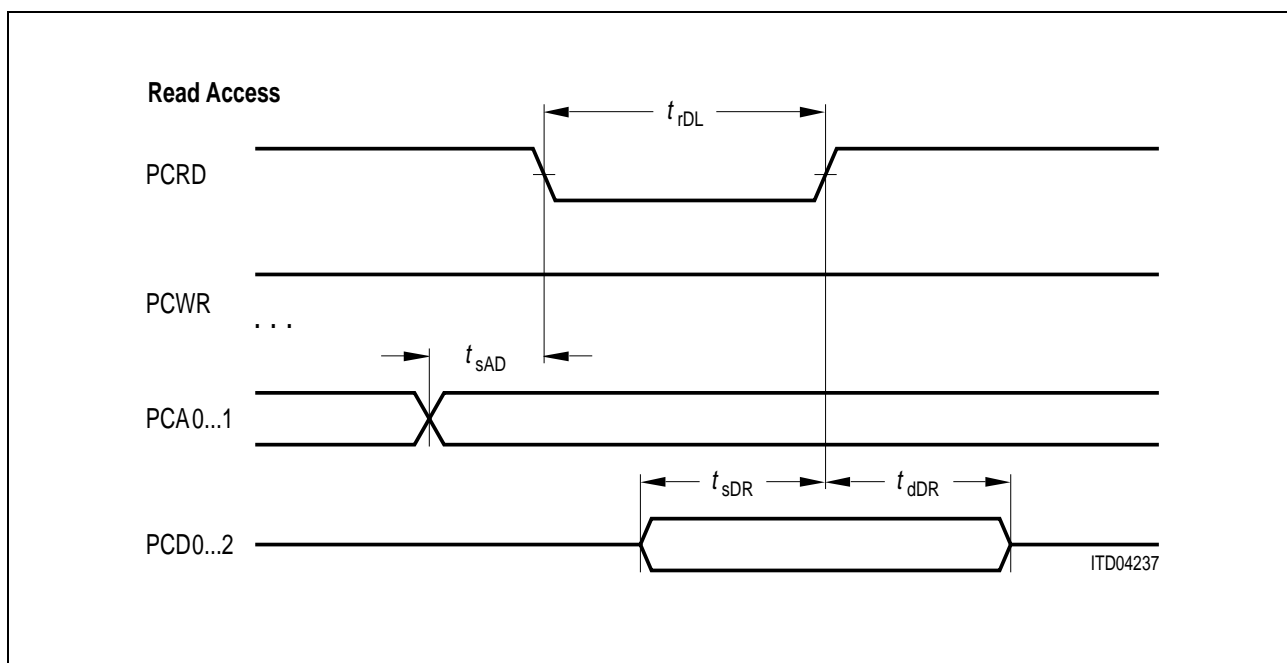 Read Access
t rDL
PCRD
PCWR
. . .
t sAD
PCA0...1
t sDR
t dDR
PCD0...2
ITD04237